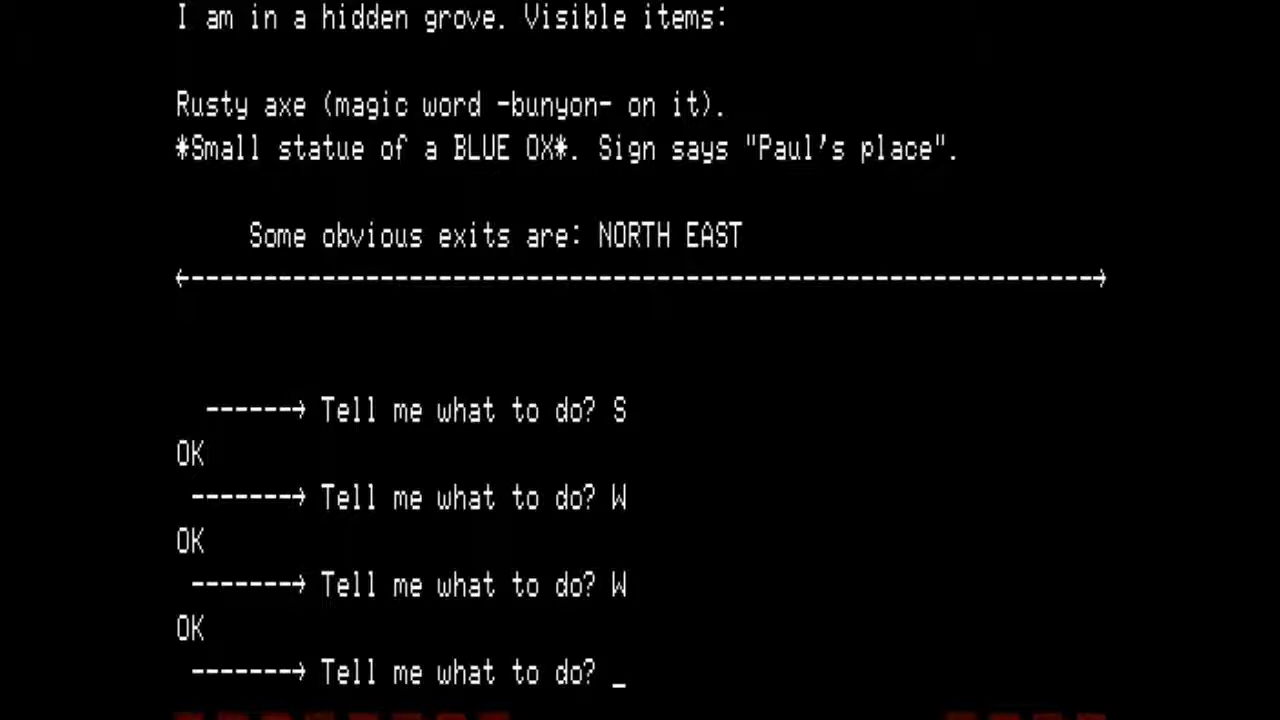 I am in a hidden grove. Visible items:
Rusty axe (magic word -bunyon- on it).
*Small statue of a BLUE OX*. Sign says "Paul's place".
Some obvious exits are: NORTH EAST
<---------------------------------------------------------------->
-------> Tell me what to do? S
OK
--------> Tell me what to do? W
OK
--------> Tell me what to do? W
OK
--------> Tell me what to do? _